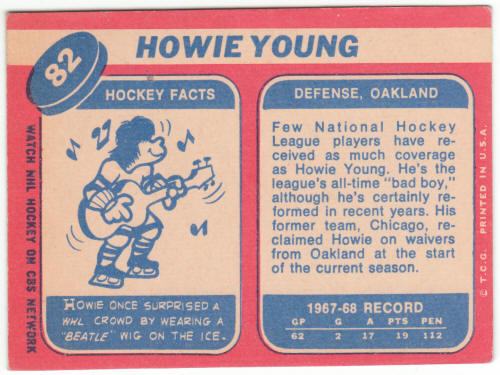 82
HOWIE YOUNG
HOCKEY FACTS
HOWIE ONCE SURPRISED A
WHL CROWD BY WEARING A
"BEATLE" WIG ON THE ICE.
WATCH NHL HOCKEY ON CBS NETWORK
DEFENSE, OAKLAND
Few National Hockey
League players have re-
ceived as much coverage
as Howie Young. He's the
league's all-time "bad boy,"
although he's certainly re-
formed in recent years. His
former team, Chicago, re-
claimed Howie on waivers
from Oakland at the start
of the current season.
1967-68 RECORD
GP G A PTS PEN
62 2 17 19 112
© T.C.G. PRINTED IN U.S.A.